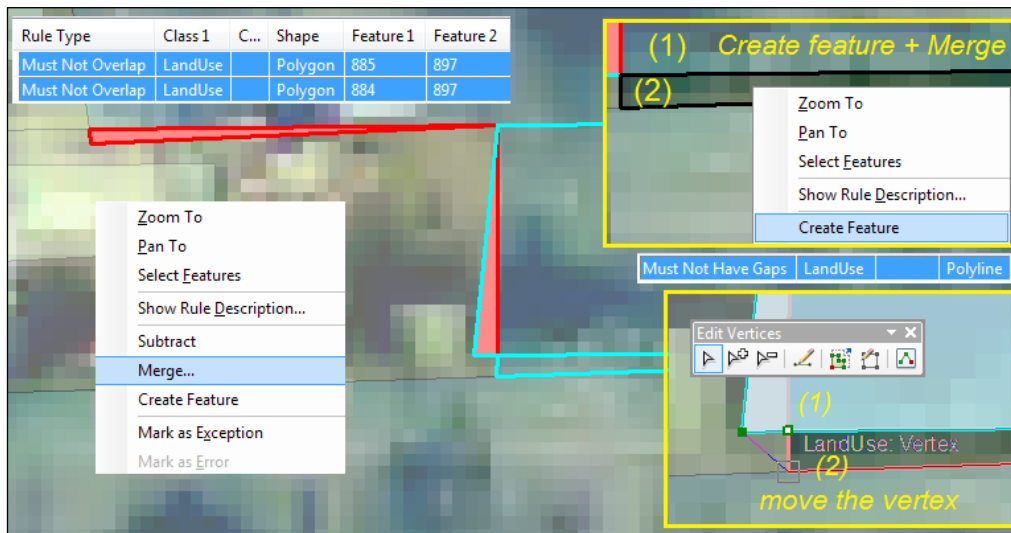 Rule Type Class 1 C... Shape Feature 1 Feature 2
Must Not Overlap LandUse Polygon 885 897
Must Not Overlap LandUse Polygon 884 897
(1) Create feature + Merge
(2)
Zoom To
Pan To
Select Features
Show Rule Description...
Create Feature
Zoom To
Pan To
Select Features
Show Rule Description...
Subtract
Merge...
Create Feature
Mark as Exception
Mark as Error
Must Not Have Gaps LandUse Polyline
Edit Vertices
(1)
LandUse: Vertex
(2)
move the vertex